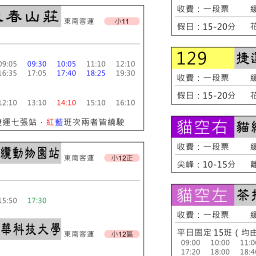 春山莊 東南客運 小11
09:05 09:30 10:05 11:10 12:10
16:35 17:05 17:40 18:25 19:30
12:10 13:10 14:10 15:10 16:10
捷運七張站，紅藍班次兩者皆繞駛
纜動物園站 東南客運 小12正
15:50 17:30
華科技大學 東南客運 小12區
收費：一段票
假日：15-20分
129 捷
收費：一段票
假日：15-20分
貓空右 貓
收費：一段票
尖峰：10-15分
貓空左 茶
收費：一段票
平日固定15班（均由
09:00 10:00 11:00
17:20 18:00 18:40